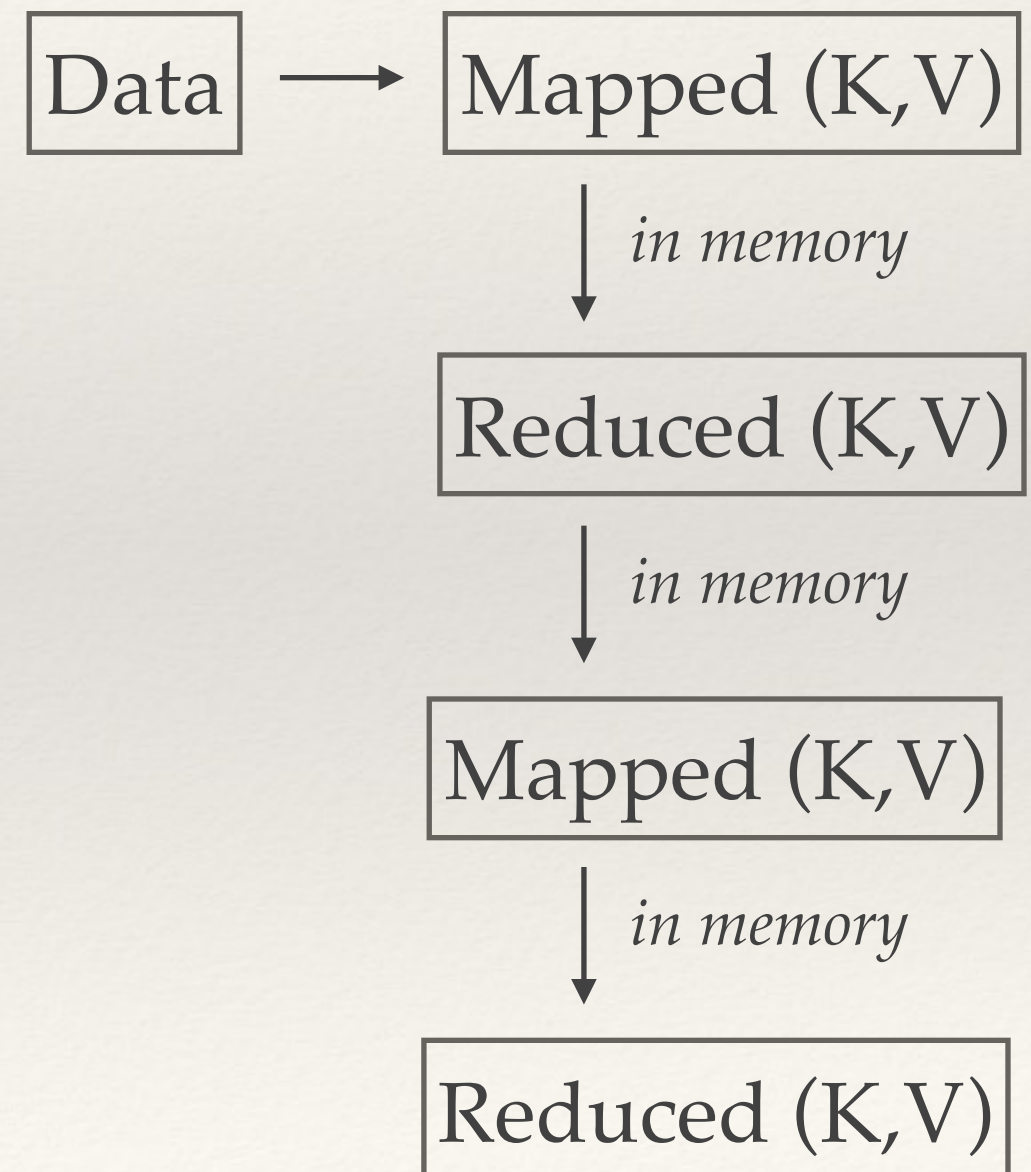 Data
Mapped (K,V)
in memory
Reduced (K,V)
in memory
Mapped (K,V)
in memory
Reduced (K,V)